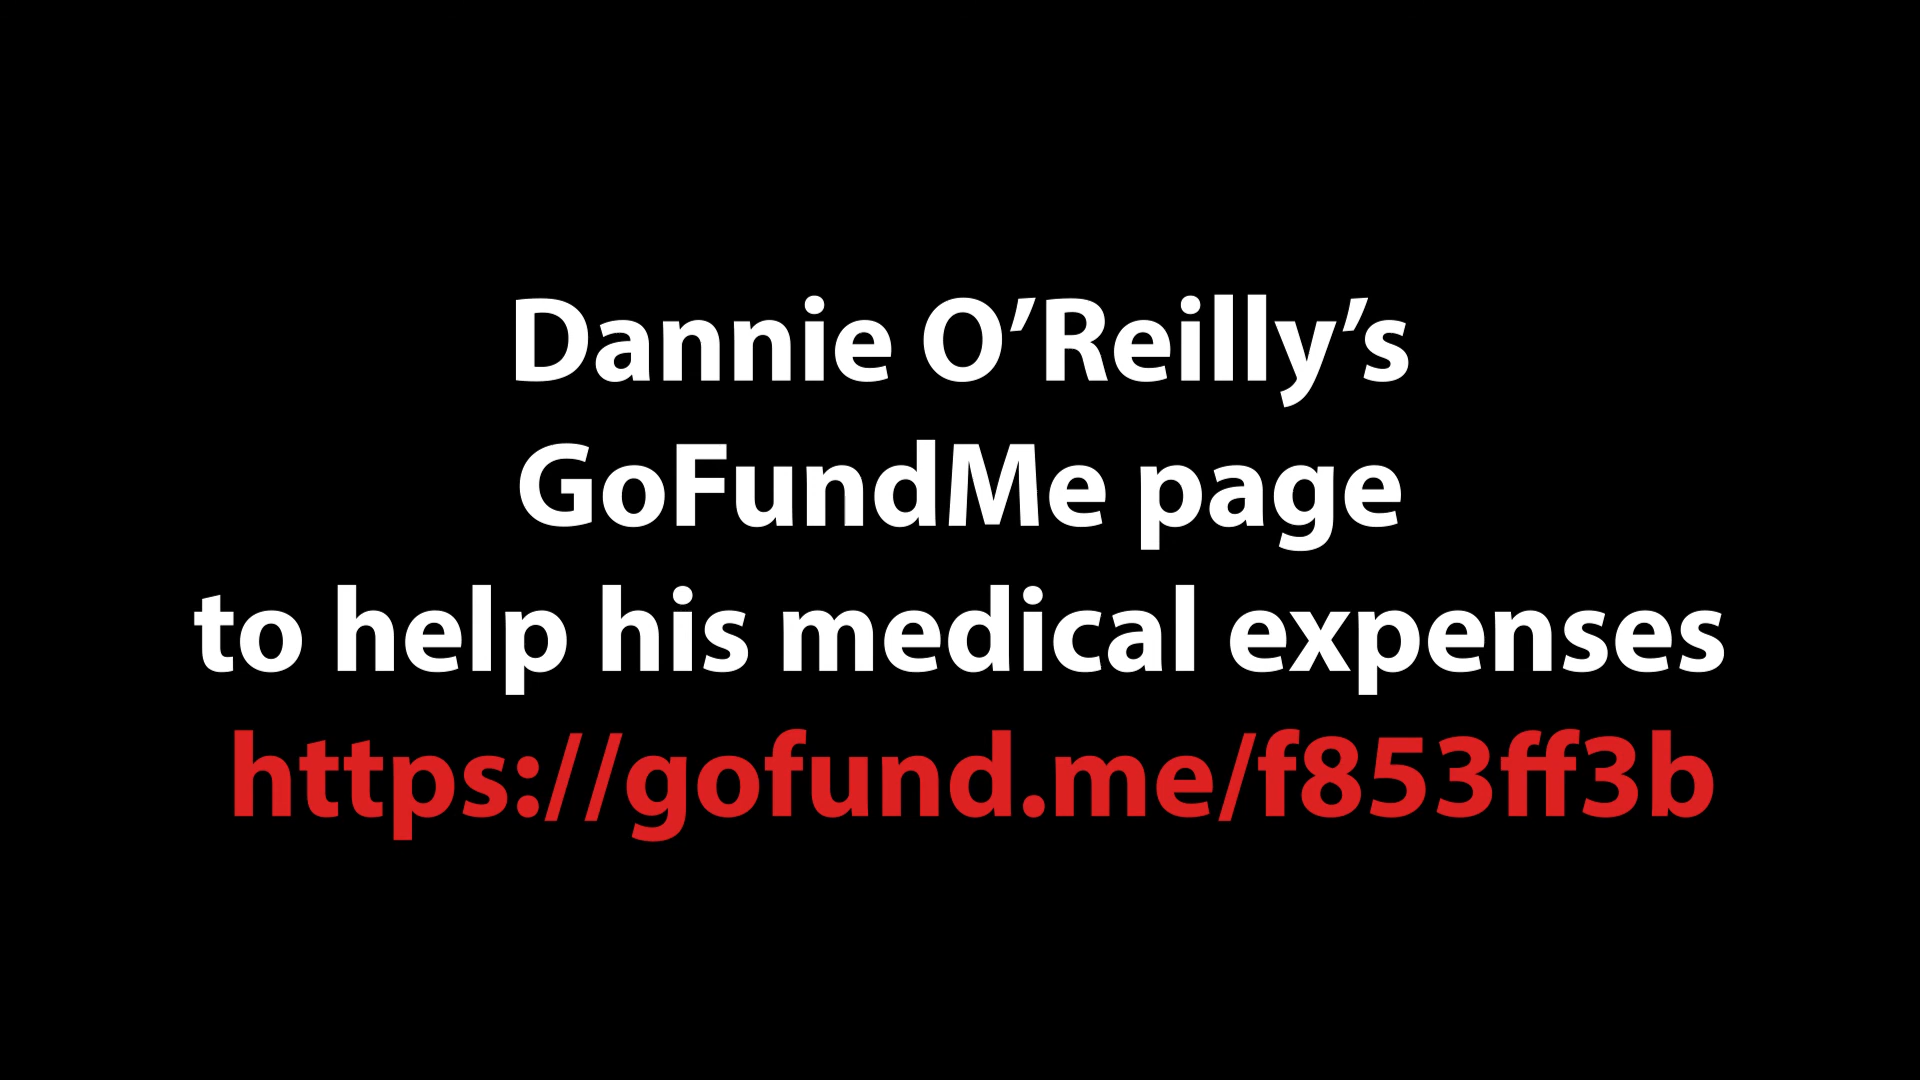 Dannie O’Reilly’s
GoFundMe page
to help his medical expenses
https://gofund.me/f853ff3b